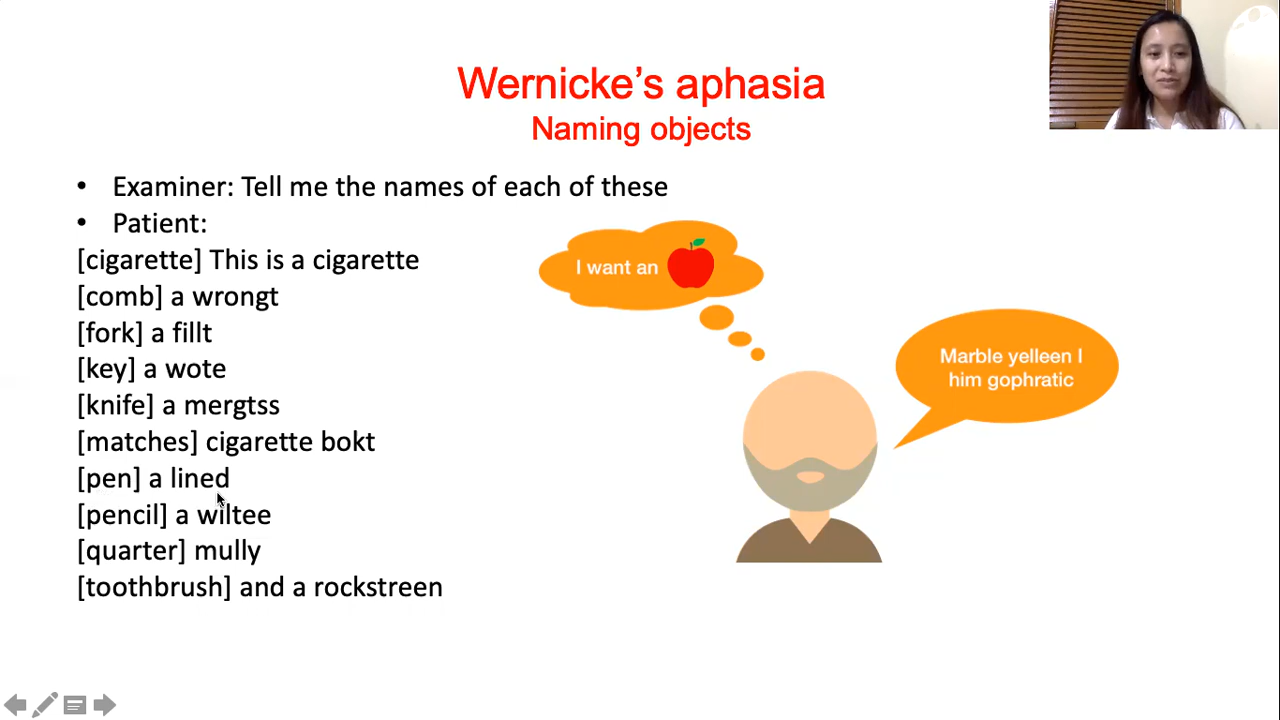 Wernicke's aphasia
Naming objects
• Examiner: Tell me the names of each of these
• Patient:
[cigarette] This is a cigarette
[comb] a wrongt
[fork] a fillt
[key] a wote
[knife] a mergtss
[matches] cigarette bokt
[pen] a lined
[pencil] a wiltee
[quarter] mully
[toothbrush] and a rockstreen
I want an
Marble yelleen I
him gophratic